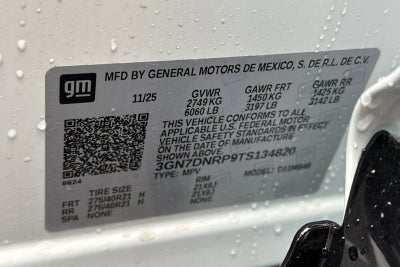 gm MFD BY GENERAL MOTORS DE MEXICO, S. DE R.L. DE C.V.
11/25 GVWR GAWR FRT GAWR RR
2749 KG 1450 KG 1425 KG
6060 LB 3197 LB 3142 LB
THIS VEHICLE CONFORMS TO ALL
APPLICABLE U.S. FEDERAL MOTOR
VEHICLE SAFETY STANDARDS IN EFFECT
ON THE DATE OF MANUFACTURE
SHOWN ABOVE.
3GN7DNRP9TS134820
TYPE: MPV MODEL:
0624
TIRE SIZE RIM
FRT 275/40R21 H 21X9J
RR 275/40R21 H 21X9J
SPA NONE NONE